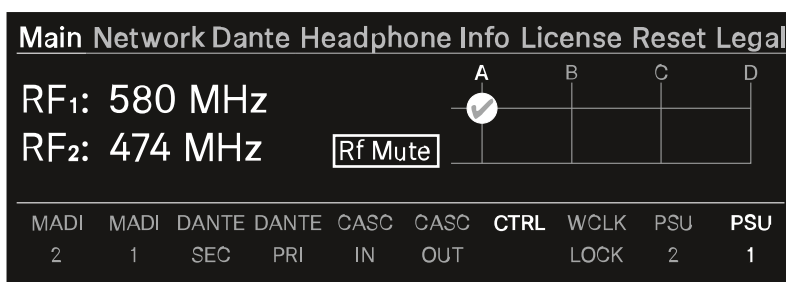 Main Network Dante Headphone Info License Reset Legal
A B C D
RF1: 580 MHz
RF2: 474 MHz Rf Mute
MADI MADI DANTE DANTE CASC CASC CTRL WCLK PSU PSU
2 1 SEC PRI IN OUT LOCK 2 1